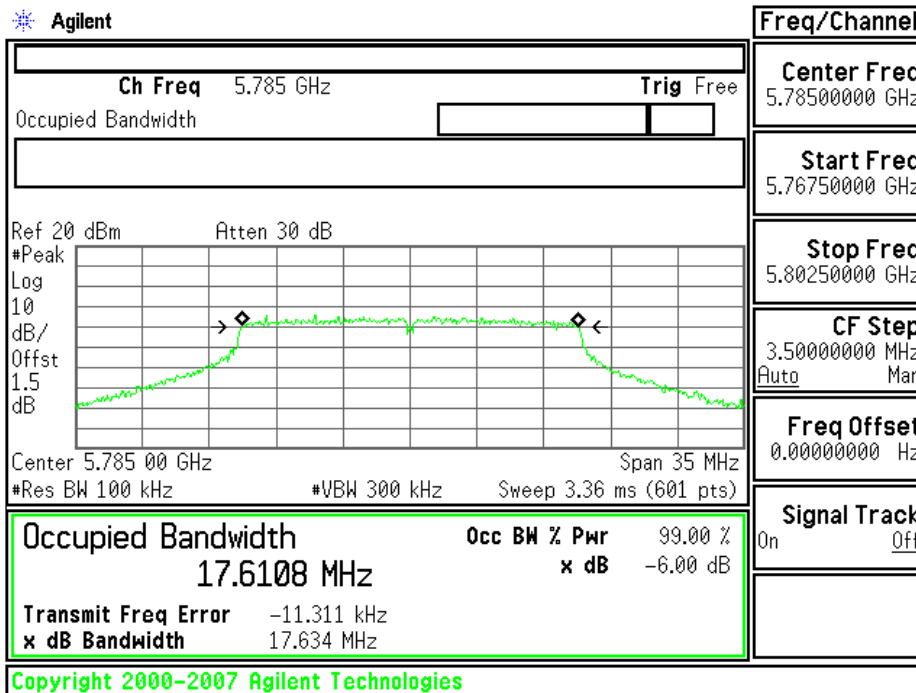 Agilent
Freq/Channel
Ch Freq 5.785 GHz Trig Free
Occupied Bandwidth
Center Freq
5.78500000 GHz
Start Freq
5.76750000 GHz
Stop Freq
5.80250000 GHz
CF Step
3.50000000 MHz
Auto Man
Freq Offset
0.00000000 Hz
Signal Track
On Off
Ref 20 dBm Atten 30 dB
#Peak
Log
10
dB/
Offst
1.5
dB
Center 5.785 00 GHz Span 35 MHz
#Res BW 100 kHz #VBW 300 kHz Sweep 3.36 ms (601 pts)
Occupied Bandwidth
17.6108 MHz
Occ BW % Pwr 99.00 %
x dB -6.00 dB
Transmit Freq Error -11.311 kHz
x dB Bandwidth 17.634 MHz
Copyright 2000-2007 Agilent Technologies